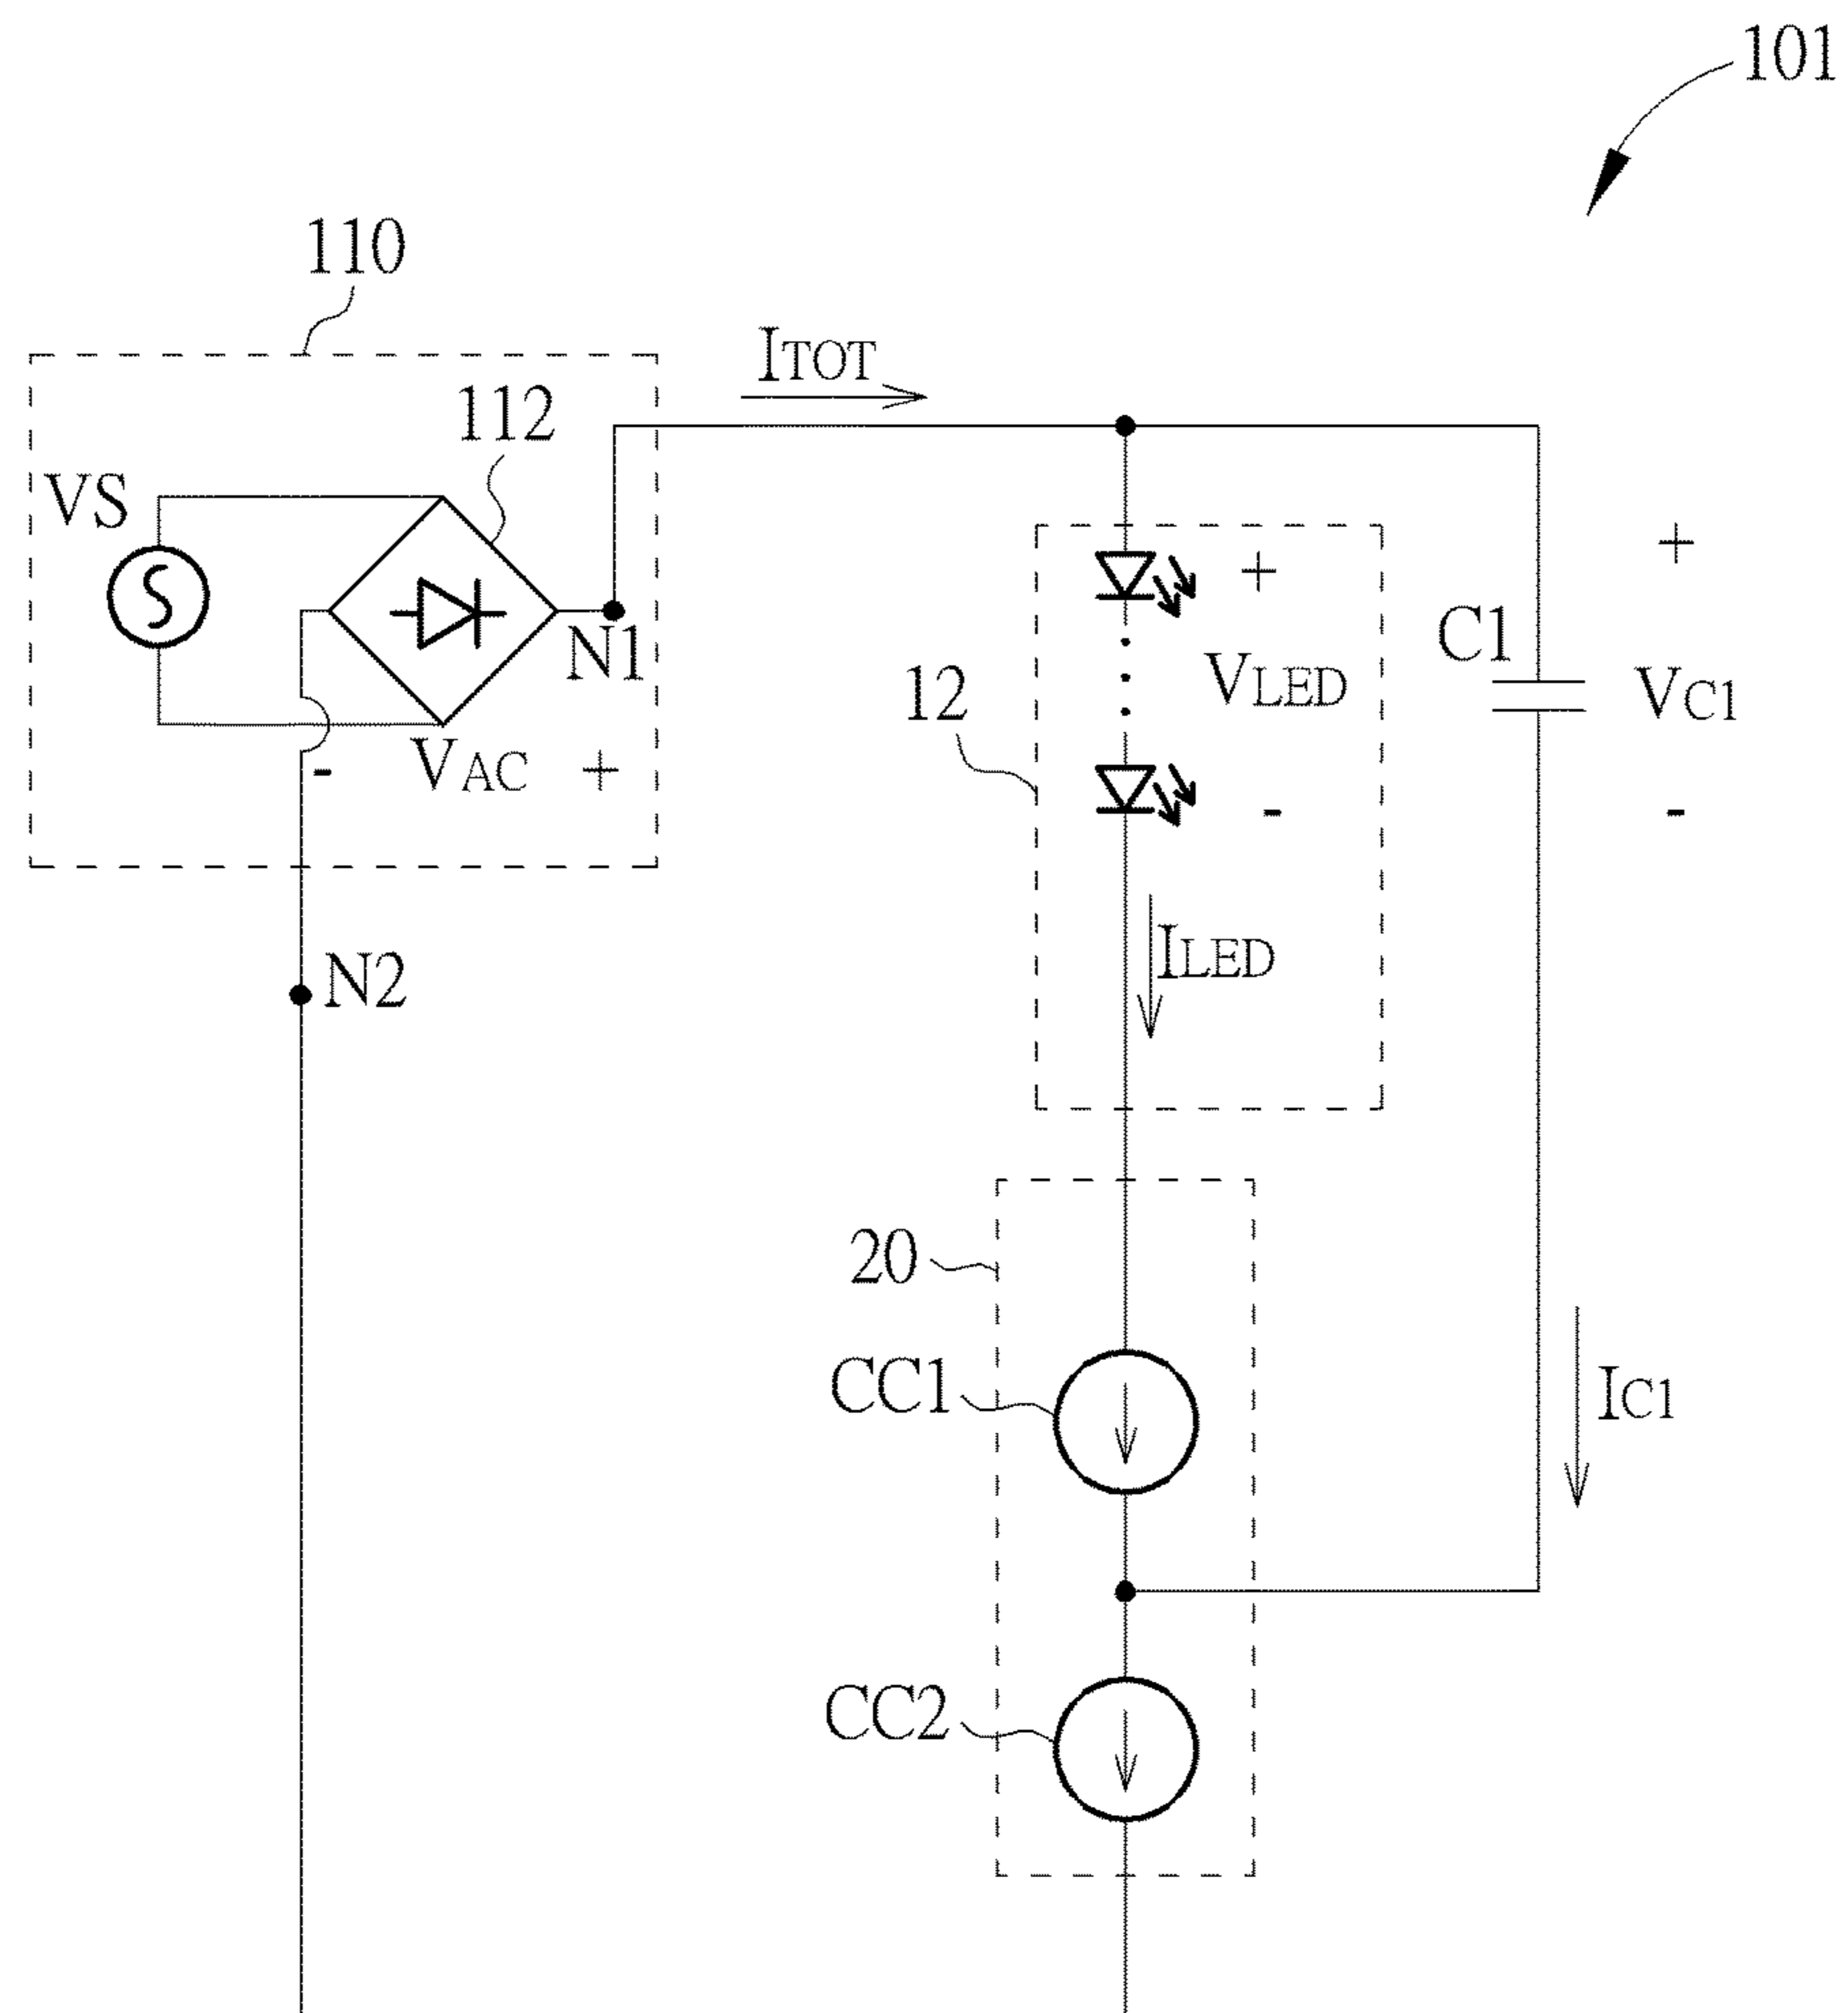 101
110
ITOT
112
VS
N1
C1
+
+
12
VLED
VC1
- VAC +
-
-
N2
ILED
20
CC1
IC1
CC2